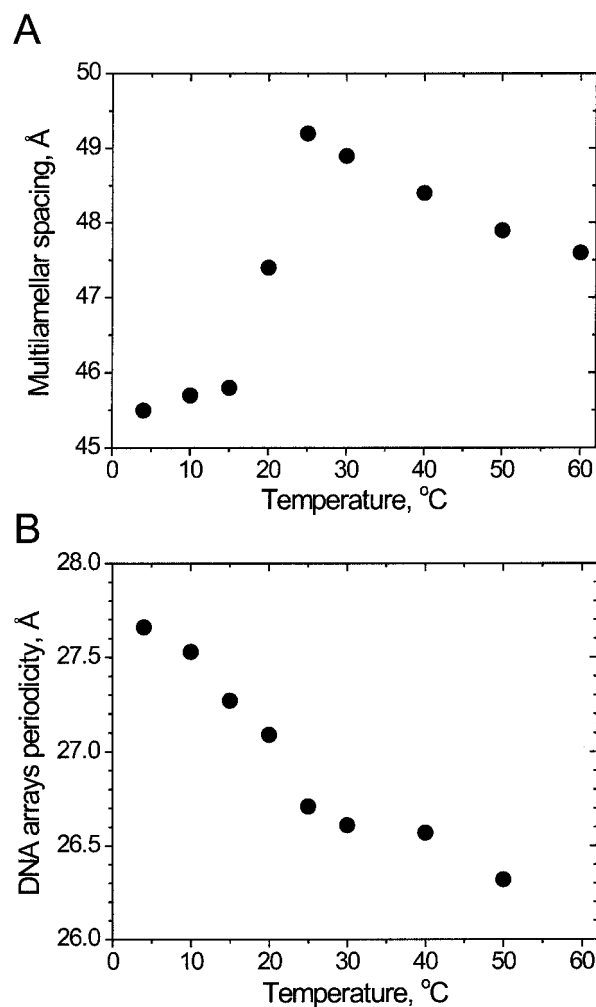 A
50
49
48
47
46
45
Multilamellar spacing, Å
0 10 20 30 40 50 60
Temperature, °C
B
28.0
27.5
27.0
26.5
26.0
DNA arrays periodicity, Å
0 10 20 30 40 50 60
Temperature, °C